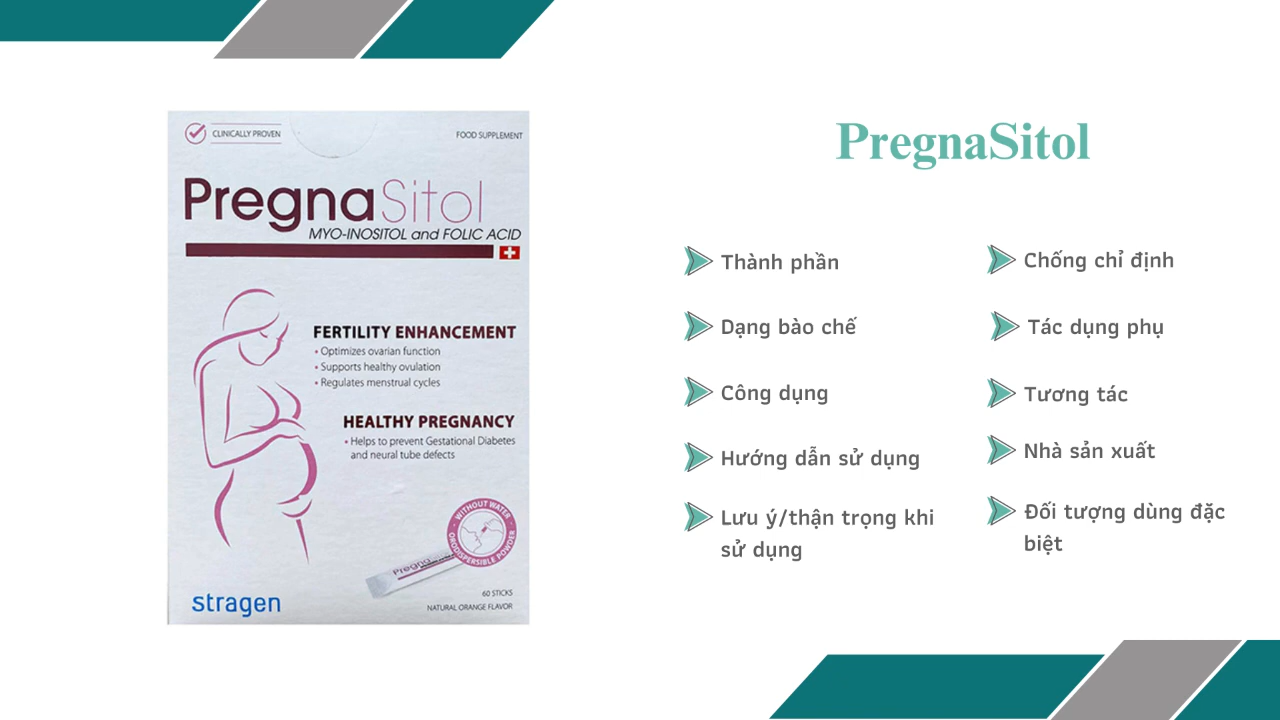 CLINICALLY PROVEN
FOOD SUPPLEMENT
PregnaSitol
MYO-INOSITOL and FOLIC ACID
FERTILITY ENHANCEMENT
• Optimizes ovarian function
• Supports healthy ovulation
• Regulates menstrual cycles
HEALTHY PREGNANCY
• Helps to prevent Gestational Diabetes
and neural tube defects
WITHOUT WATER
ORODISPERSIBLE POWDER
PregnaSitol
60 STICKS
NATURAL ORANGE FLAVOR
stragen
PregnaSitol
Thành phần
Dạng bào chế
Công dụng
Hướng dẫn sử dụng
Lưu ý/thận trọng khi
sử dụng
Chống chỉ định
Tác dụng phụ
Tương tác
Nhà sản xuất
Đối tượng dùng đặc
biệt